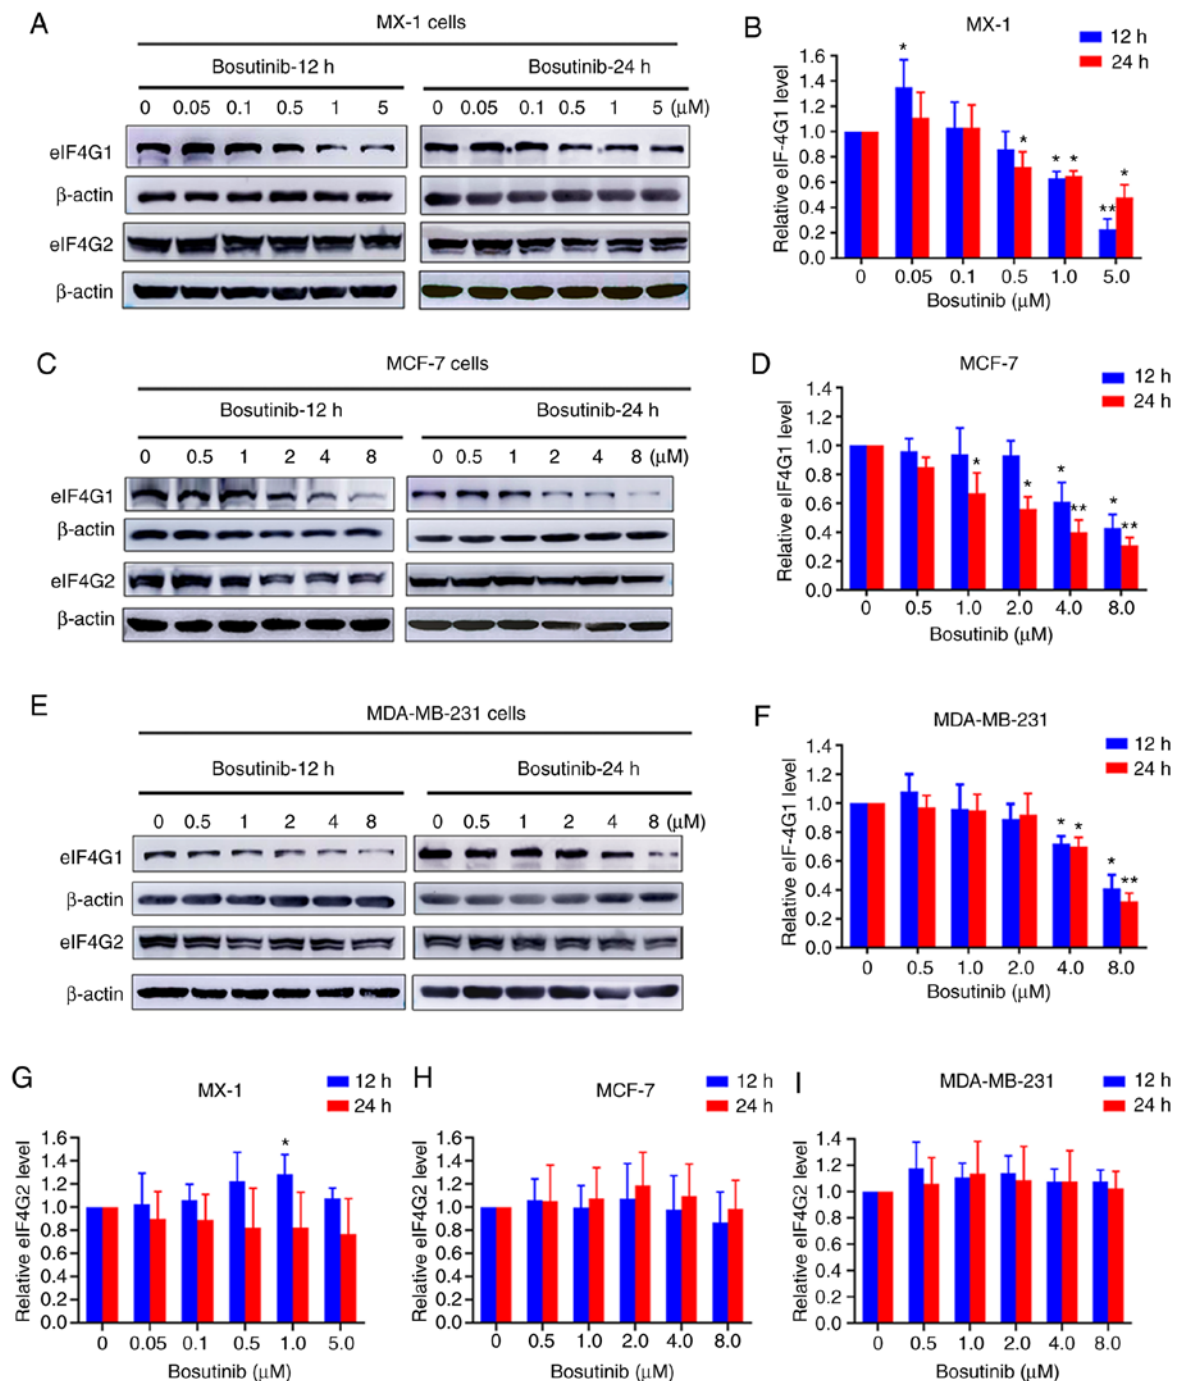 A
MX-1 cells
Bosutinib-12 h
Bosutinib-24 h
0 0.05 0.1 0.5 1 5
0 0.05 0.1 0.5 1 5 (μM)
eIF4G1
β-actin
eIF4G2
β-actin
B
MX-1
12 h
24 h
Relative eIF-4G1 level
1.6
1.4
1.2
1.0
0.8
0.6
0.4
0.2
0.0
* * * * ** *
0 0.05 0.1 0.5 1.0 5.0
Bosutinib (μM)
C
MCF-7 cells
Bosutinib-12 h
Bosutinib-24 h
0 0.5 1 2 4 8
0 0.5 1 2 4 8 (μM)
eIF4G1
β-actin
eIF4G2
β-actin
D
MCF-7
12 h
24 h
Relative eIF4G1 level
1.4
1.2
1.0
0.8
0.6
0.4
0.2
0.0
* * * ** * **
0 0.5 1.0 2.0 4.0 8.0
Bosutinib (μM)
E
MDA-MB-231 cells
Bosutinib-12 h
Bosutinib-24 h
0 0.5 1 2 4 8
0 0.5 1 2 4 8 (μM)
eIF4G1
β-actin
eIF4G2
β-actin
F
MDA-MB-231
12 h
24 h
Relative eIF-4G1 level
1.4
1.2
1.0
0.8
0.6
0.4
0.2
0.0
* * * **
0 0.5 1.0 2.0 4.0 8.0
Bosutinib (μM)
G
MX-1
12 h
24 h
Relative eIF4G2 level
1.6
1.4
1.2
1.0
0.8
0.6
0.4
0.2
0.0
*
0 0.05 0.1 0.5 1.0 5.0
Bosutinib (μM)
H
MCF-7
12 h
24 h
Relative eIF4G2 level
1.6
1.4
1.2
1.0
0.8
0.6
0.4
0.2
0.0
0 0.5 1.0 2.0 4.0 8.0
Bosutinib (μM)
I
MDA-MB-231
12 h
24 h
Relative eIF4G2 level
1.4
1.2
1.0
0.8
0.6
0.4
0.2
0.0
0 0.5 1.0 2.0 4.0 8.0
Bosutinib (μM)